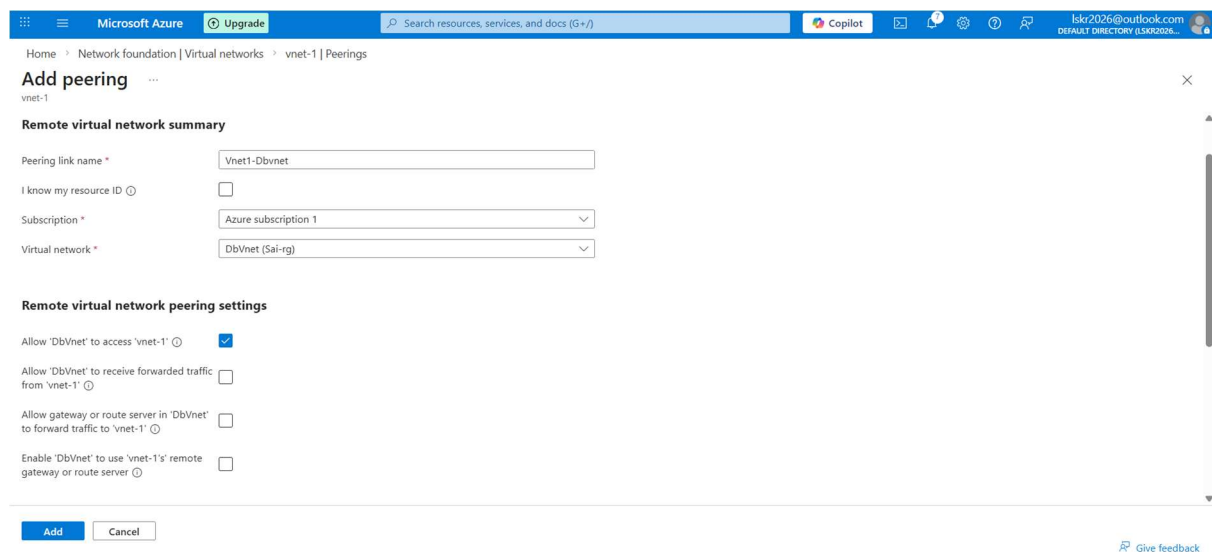 Microsoft Azure
Upgrade
Search resources, services, and docs (G+/)
Copilot
7
lskr2026@outlook.com
DEFAULT DIRECTORY (LSKR2026...
Home > Network foundation | Virtual networks > vnet-1 | Peerings
Add peering ...
vnet-1
Remote virtual network summary
Peering link name * Vnet1-Dbvnet
I know my resource ID
Subscription * Azure subscription 1
Virtual network * DbVnet (Sai-rg)
Remote virtual network peering settings
Allow 'DbVnet' to access 'vnet-1'
Allow 'DbVnet' to receive forwarded traffic
from 'vnet-1'
Allow gateway or route server in 'DbVnet'
to forward traffic to 'vnet-1'
Enable 'DbVnet' to use 'vnet-1's' remote
gateway or route server
Add
Cancel
Give feedback